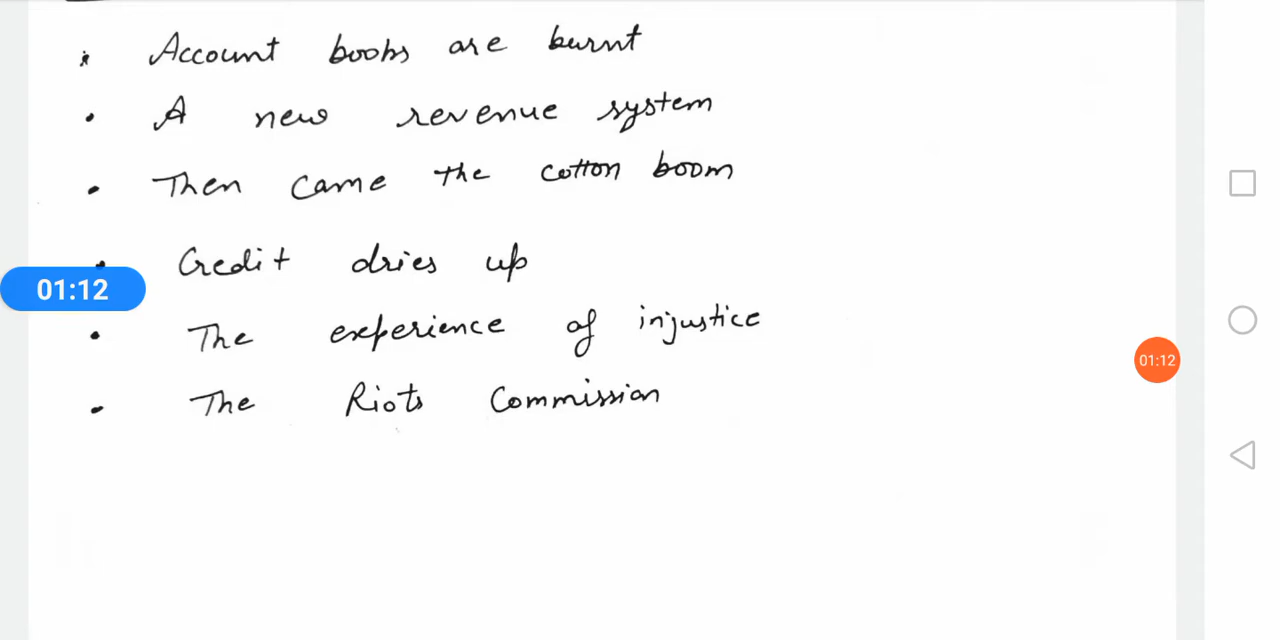 Account books are burnt
A new revenue system
Then came the cotton boom
Credit dries up
01:12
The experience of injustice
01:12
The Riots Commission